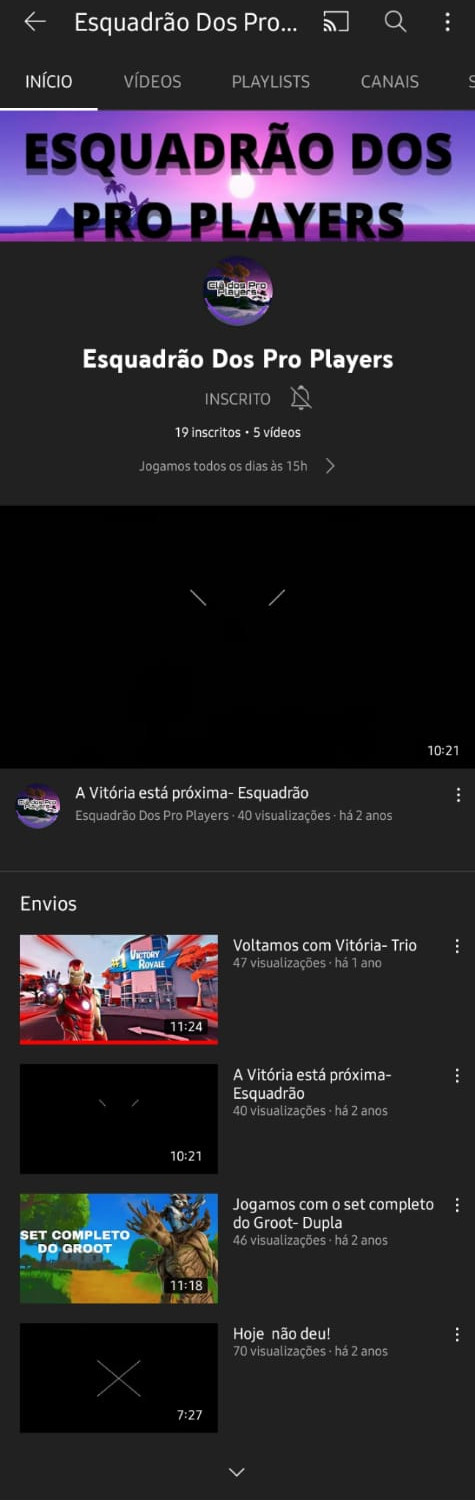 Esquadrão Dos Pro...
INÍCIO VÍDEOS PLAYLISTS CANAIS S
ESQUADRÃO DOS
PRO PLAYERS
Clã dos Pro
Players
Esquadrão Dos Pro Players
INSCRITO
19 inscritos • 5 vídeos
Jogamos todos os dias às 15h
10:21
Clã dos Pro
Players
A Vitória está próxima- Esquadrão
Esquadrão Dos Pro Players · 40 visualizações · há 2 anos
Envios
#1 VICTORY
ROYALE
11:24
Voltamos com Vitória- Trio
47 visualizações · há 1 ano
10:21
A Vitória está próxima-
Esquadrão
40 visualizações · há 2 anos
SET COMPLETO
DO GROOT
11:18
Jogamos com o set completo
do Groot- Dupla
46 visualizações · há 2 anos
7:27
Hoje  não deu!
70 visualizações · há 2 anos